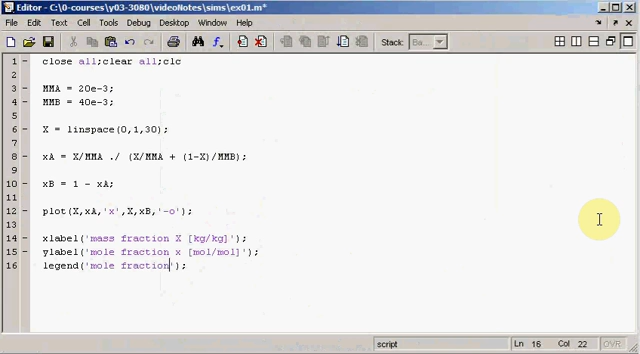 Editor - C:\0-courses\y03-3080\videoNotes\sims\ex01.m*
File Edit Text Cell Tools Debug Desktop Window Help
Stack: Ba...
1 close all;clear all;clc
2
3 MMA = 20e-3;
4 MMB = 40e-3;
5
6 X = linspace(0,1,30);
7
8 xA = X/MMA ./ (X/MMA + (1-X)/MMB);
9
10 xB = 1 - xA;
11
12 plot(X,xA,'x',X,xB,'-o');
13
14 xlabel('mass fraction X [kg/kg]');
15 ylabel('mole fraction x [mol/mol]');
16 legend('mole fraction');
script Ln 16 Col 22 OVR